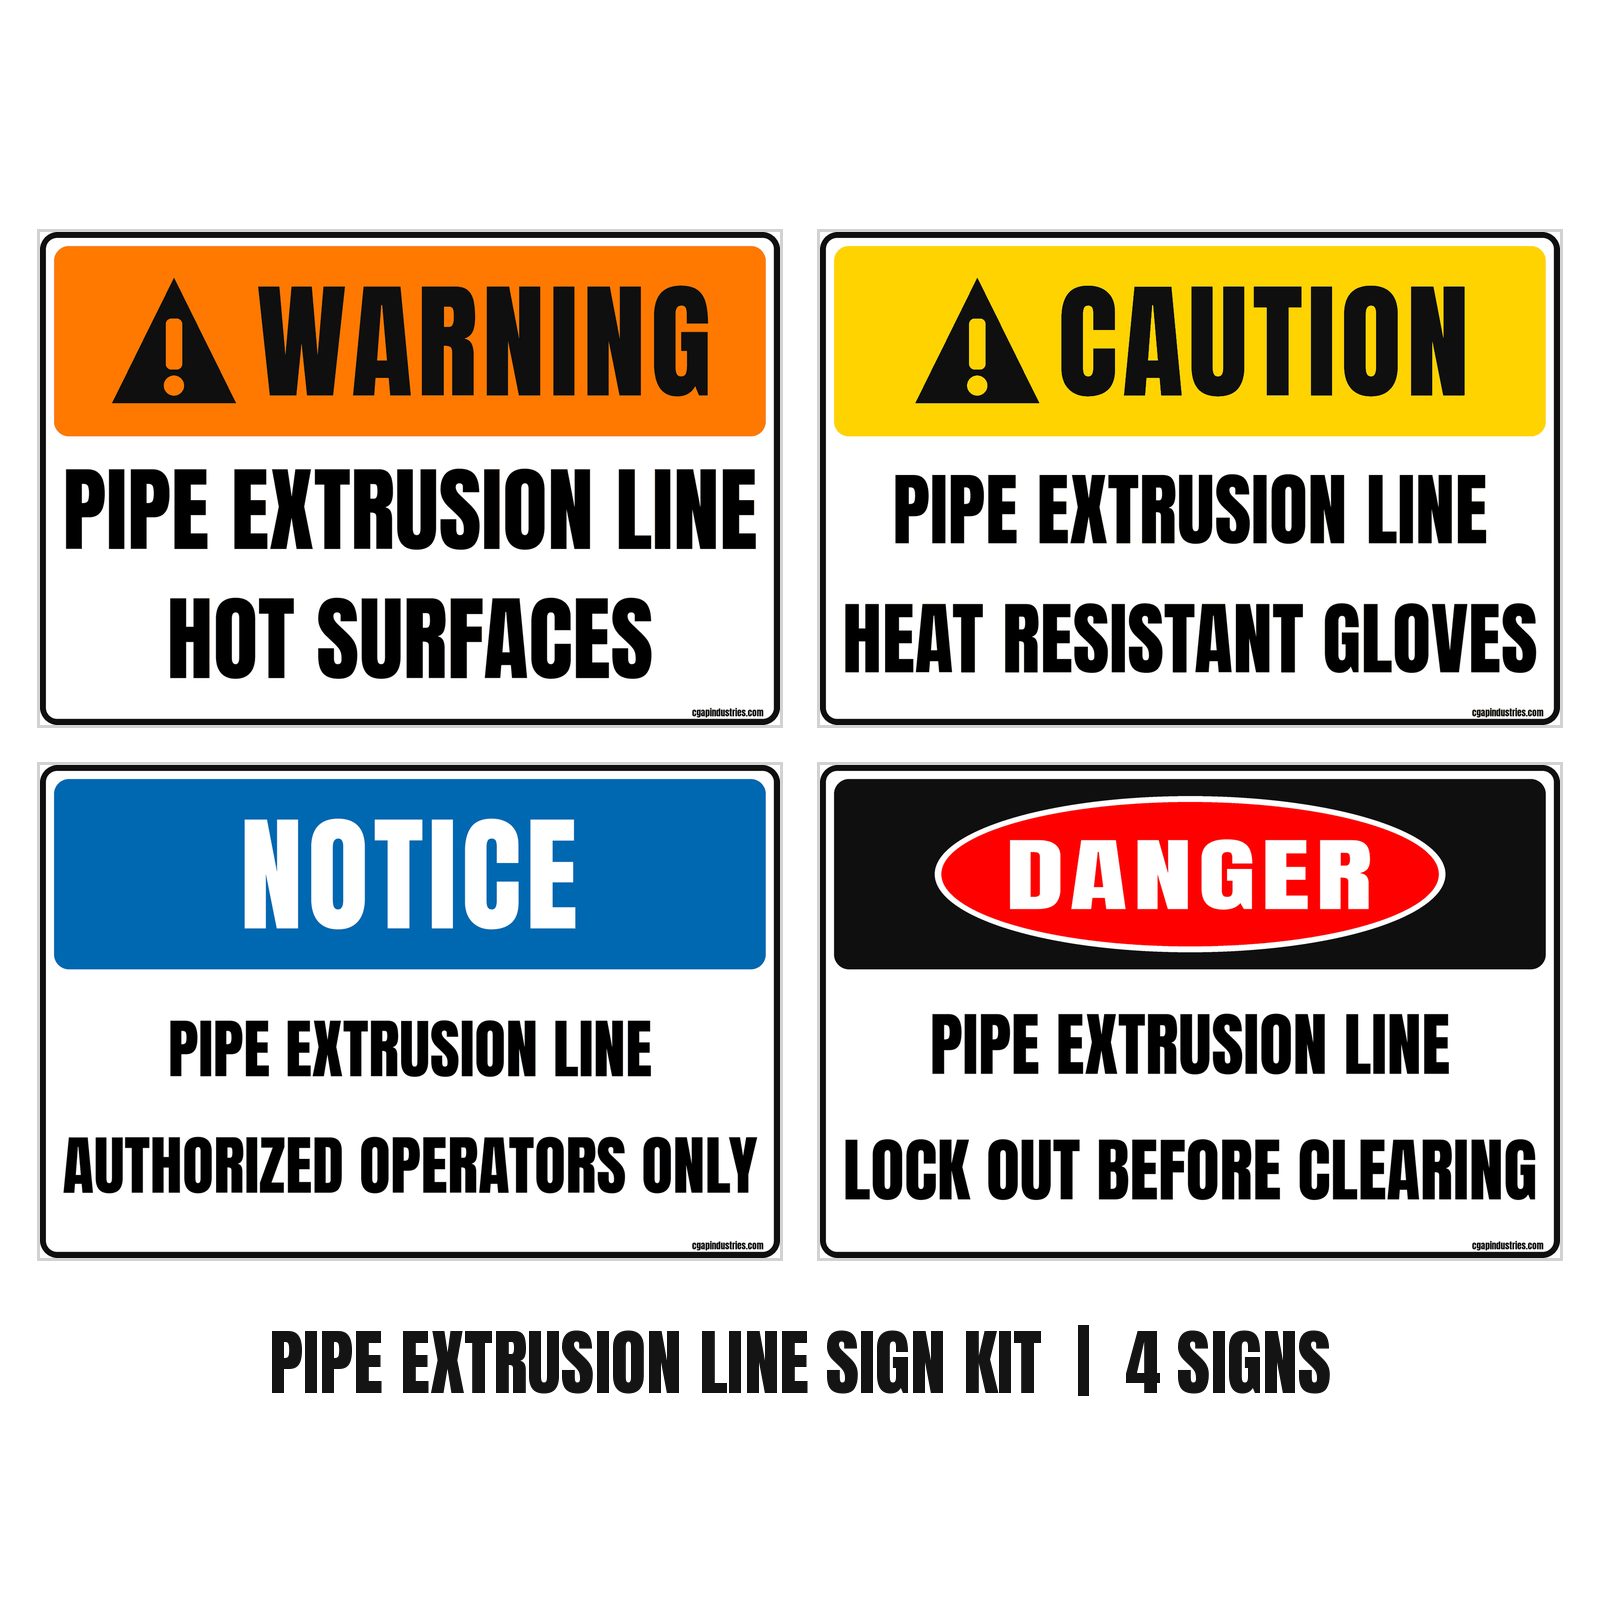 WARNING
PIPE EXTRUSION LINE
HOT SURFACES
cgapindustries.com
CAUTION
PIPE EXTRUSION LINE
HEAT RESISTANT GLOVES
cgapindustries.com
NOTICE
PIPE EXTRUSION LINE
AUTHORIZED OPERATORS ONLY
cgapindustries.com
DANGER
PIPE EXTRUSION LINE
LOCK OUT BEFORE CLEARING
cgapindustries.com
PIPE EXTRUSION LINE SIGN KIT | 4 SIGNS